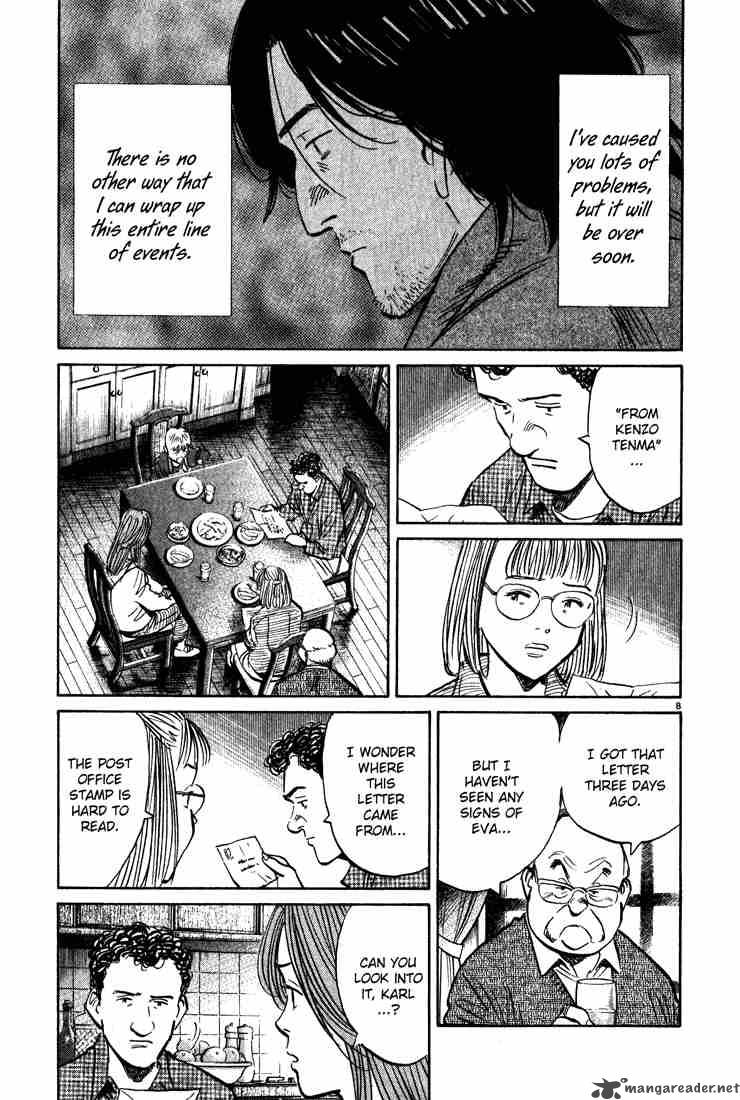 I've caused
you lots of
problems,
but it will
be over
soon.
There is no
other way that
I can wrap up
this entire line
of events.
"FROM
KENZO
TENMA"
...
8
I GOT THAT
LETTER
THREE DAYS
AGO.
BUT I
HAVEN'T
SEEN ANY
SIGNS OF
EVA...
I WONDER
WHERE
THIS
LETTER
CAME
FROM...
THE POST
OFFICE
STAMP IS
HARD TO
READ.
CAN YOU
LOOK INTO
IT, KARL
...?
mangareader.net